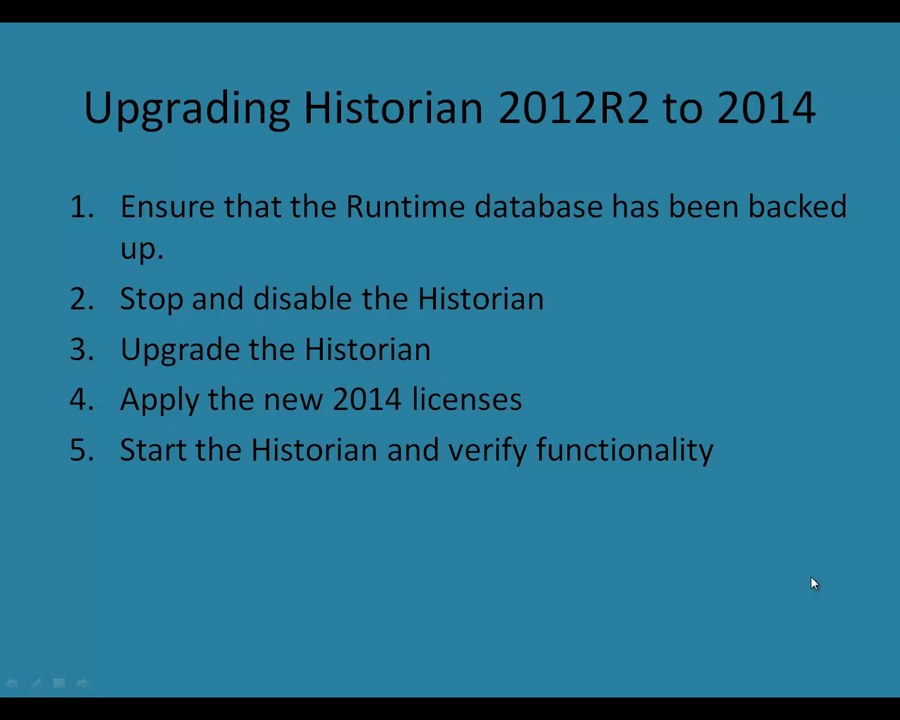 Upgrading Historian 2012R2 to 2014
1. Ensure that the Runtime database has been backed
up.
2. Stop and disable the Historian
3. Upgrade the Historian
4. Apply the new 2014 licenses
5. Start the Historian and verify functionality